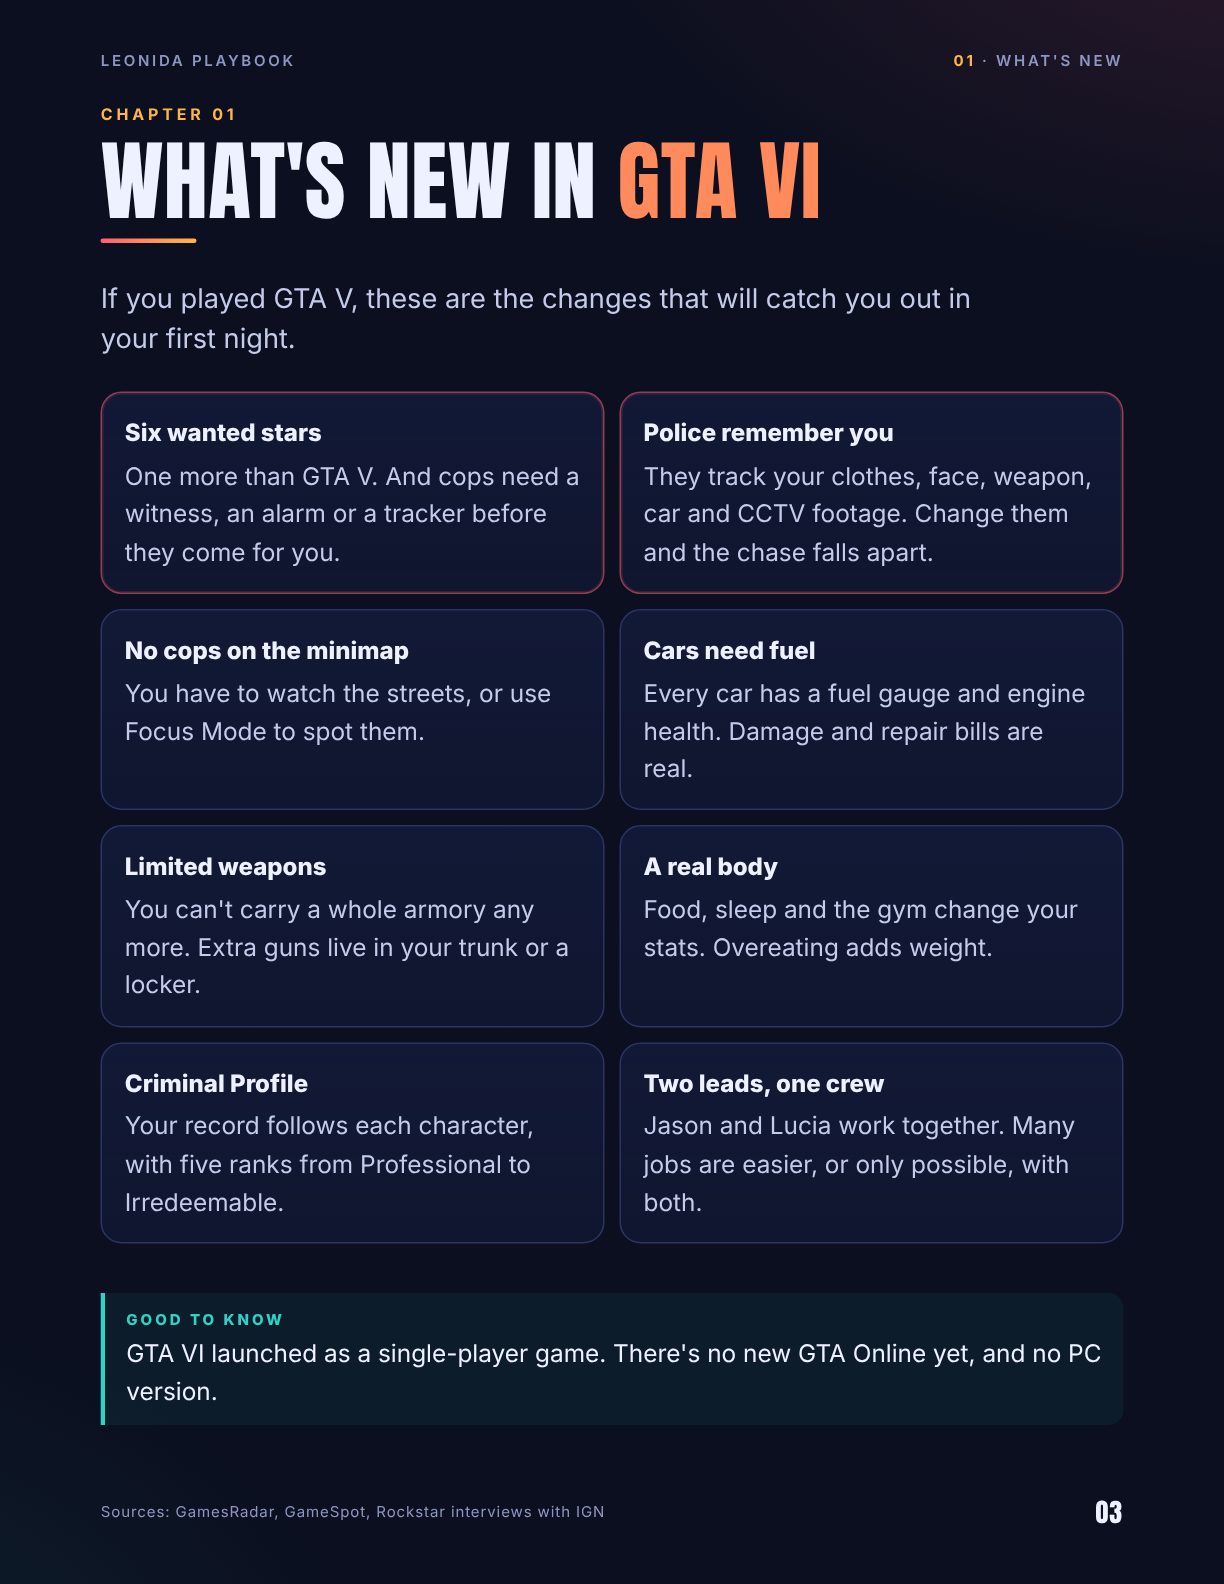 LEONIDA PLAYBOOK
01 · WHAT'S NEW
CHAPTER 01
WHAT'S NEW IN GTA VI
If you played GTA V, these are the changes that will catch you out in
your first night.
Six wanted stars
One more than GTA V. And cops need a
witness, an alarm or a tracker before
they come for you.
Police remember you
They track your clothes, face, weapon,
car and CCTV footage. Change them
and the chase falls apart.
No cops on the minimap
You have to watch the streets, or use
Focus Mode to spot them.
Cars need fuel
Every car has a fuel gauge and engine
health. Damage and repair bills are
real.
Limited weapons
You can't carry a whole armory any
more. Extra guns live in your trunk or a
locker.
A real body
Food, sleep and the gym change your
stats. Overeating adds weight.
Criminal Profile
Your record follows each character,
with five ranks from Professional to
Irredeemable.
Two leads, one crew
Jason and Lucia work together. Many
jobs are easier, or only possible, with
both.
GOOD TO KNOW
GTA VI launched as a single-player game. There's no new GTA Online yet, and no PC
version.
Sources: GamesRadar, GameSpot, Rockstar interviews with IGN
03